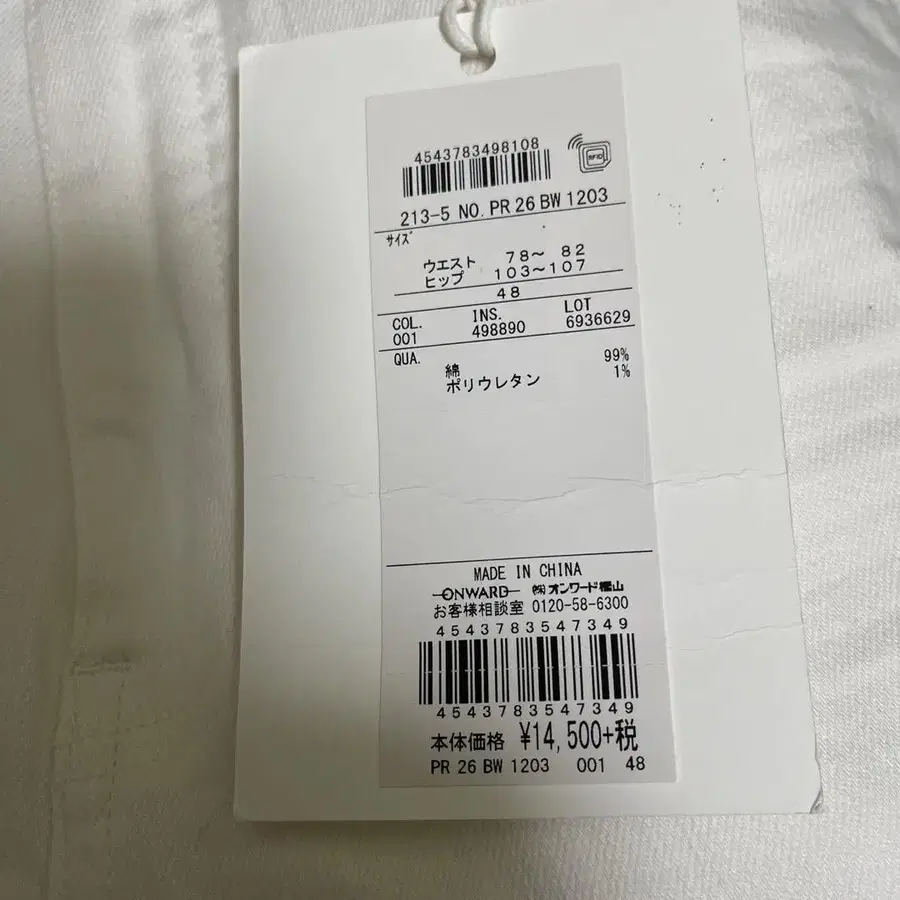 4543783498108
RFID
213-5 NO. PR 26 BW 1203
サイズ
ウエスト 78〜 82
ヒップ 103〜107
48
COL. INS. LOT
001 498890 6936629
QUA.
綿 99%
ポリウレタン 1%
MADE IN CHINA
ONWARD ㈱オンワード樫山
お客様相談室 0120-58-6300
4543783547349
4543783547349
本体価格 ¥14,500+税
PR 26 BW 1203 001 48